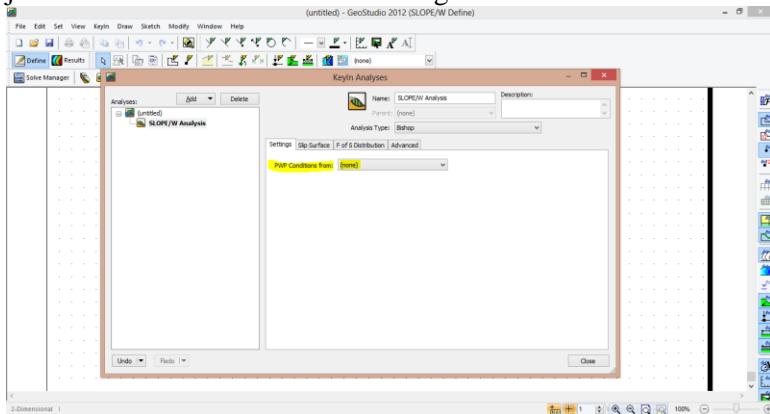 (untitled) - GeoStudio 2012 (SLOPE/W Define)
File Edit Set View KeyIn Draw Sketch Modify Window Help
Define Results (none)
Solve Manager
KeyIn Analyses
Analyses: Add Delete
(untitled)
SLOPE/W Analysis
Name: SLOPE/W Analysis Description:
Parent: (none)
Analysis Type: Bishop
Settings Slip Surface F of S Distribution Advanced
PWP Conditions from: (none)
Undo Redo Close
2-Dimensional 1 100%